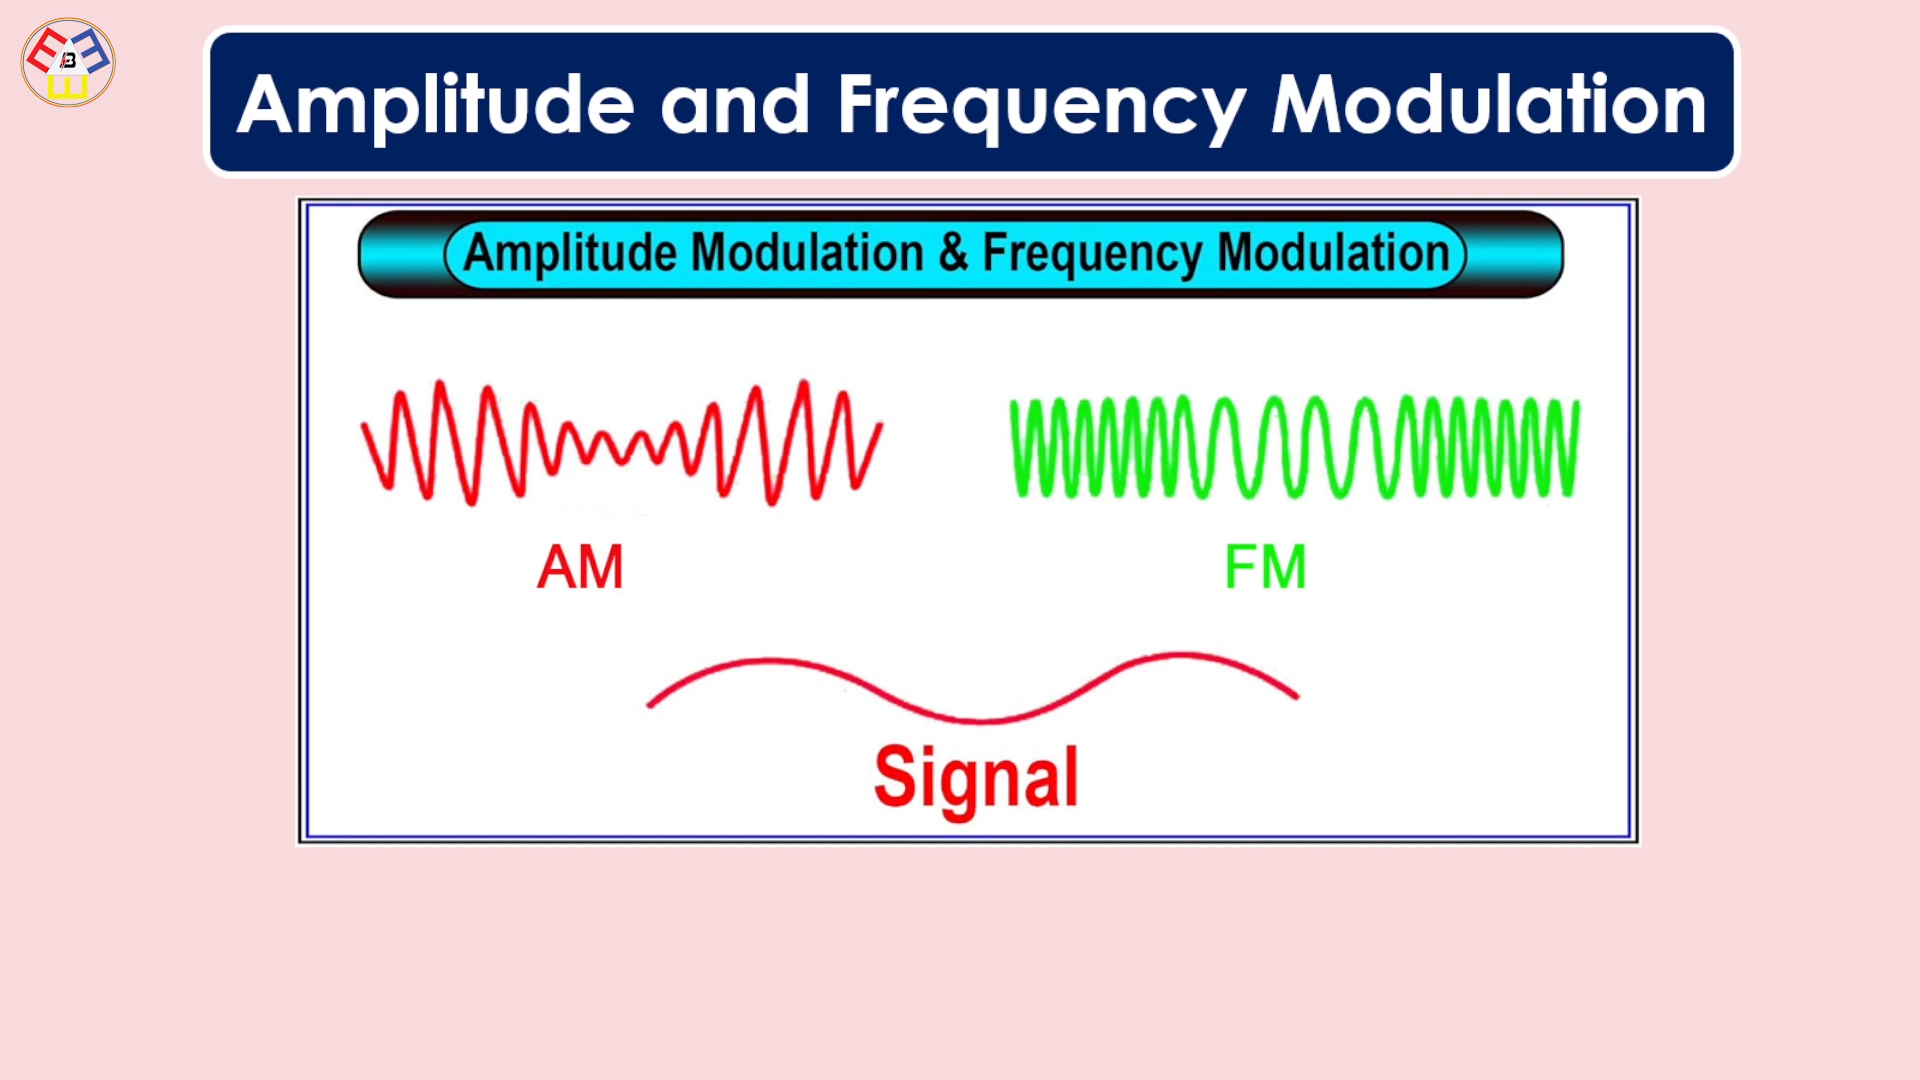 Amplitude and Frequency Modulation
Amplitude Modulation & Frequency Modulation
AM
FM
Signal